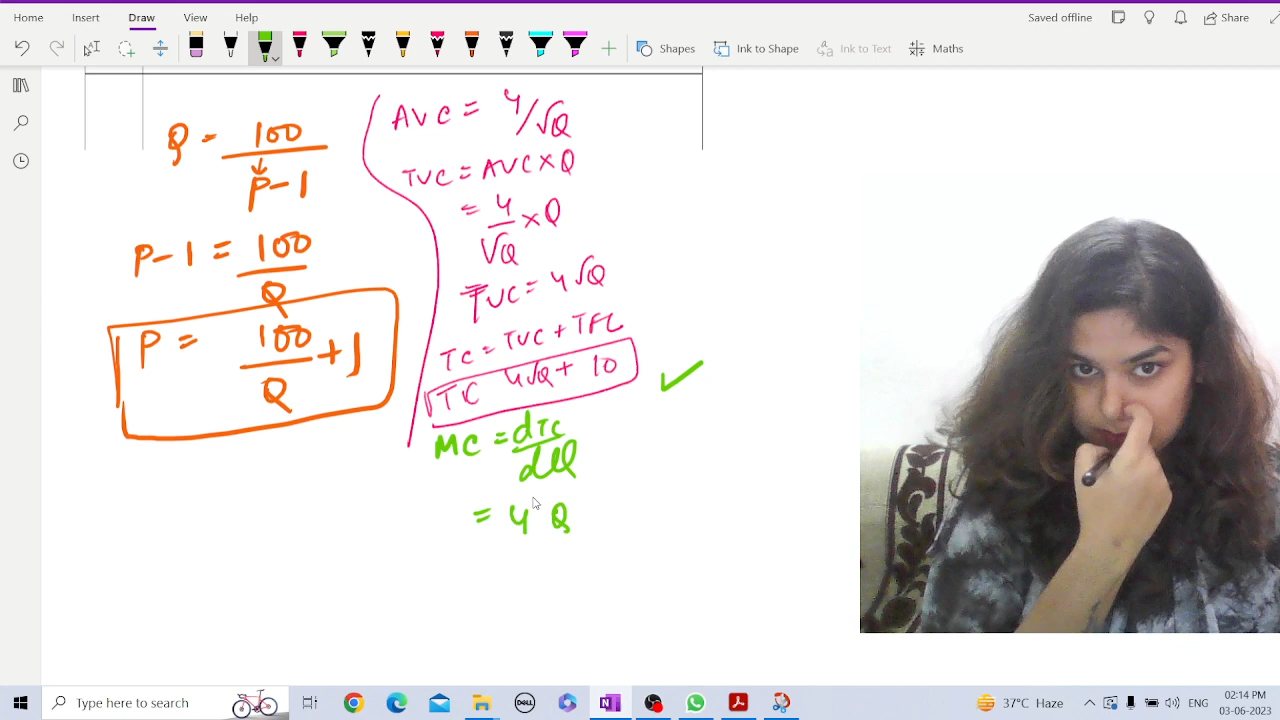 Home Insert Draw View Help Saved offline Share
Shapes Ink to Shape Ink to Text Maths
Q = 100
P-1
P-1 = 100
Q
P = 100 + 1
Q
AVC = 4/√Q
TVC = AVC × Q
= 4 × Q
√Q
TVC = 4√Q
TC = TVC + TFC
TC 4√Q + 10
MC = dTC
dQ
= 4 Q
Type here to search
DELL
37°C Haze
ENG
02:14 PM
03-06-2023